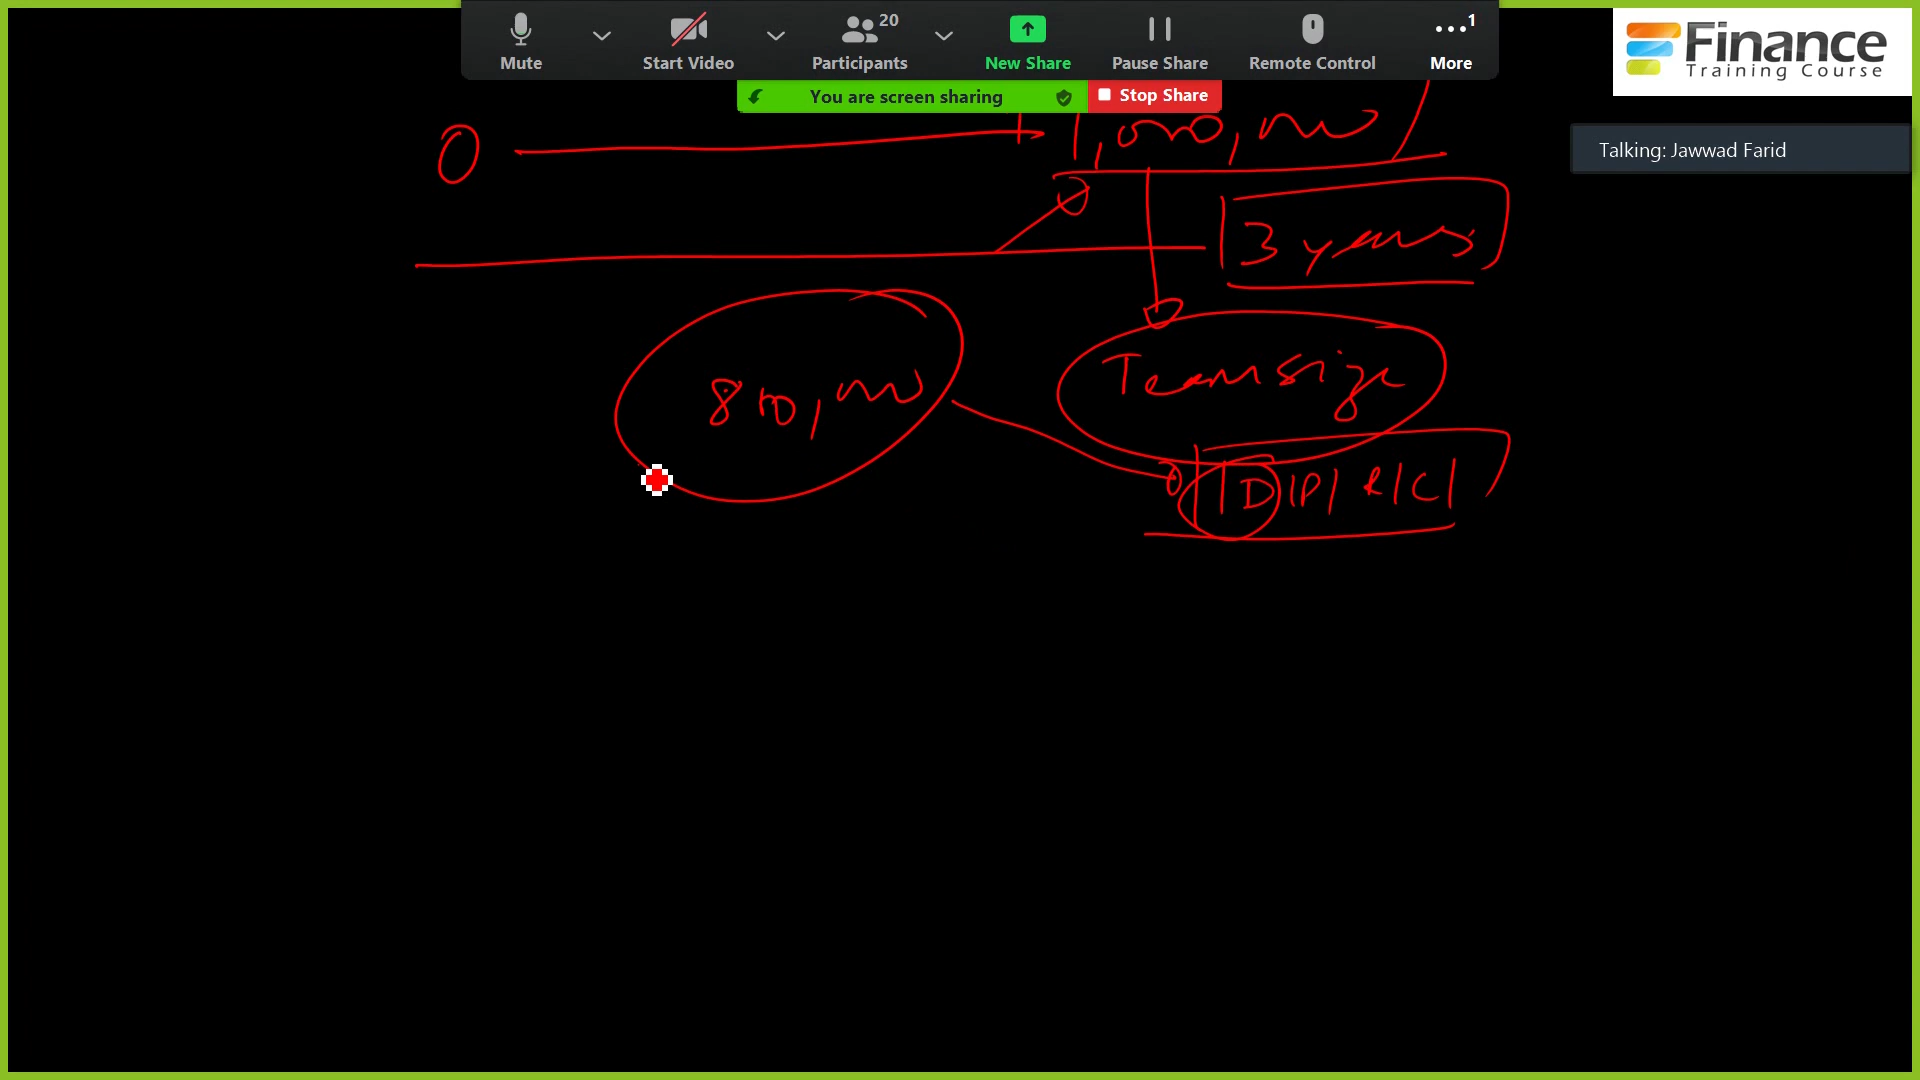 20
1
Mute
Start Video
Participants
New Share
Pause Share
Remote Control
More
You are screen sharing
Stop Share
Finance
Training Course
Talking: Jawwad Farid
0
1,000,000
3 years
800,000
Team size
|D|P|R|C|